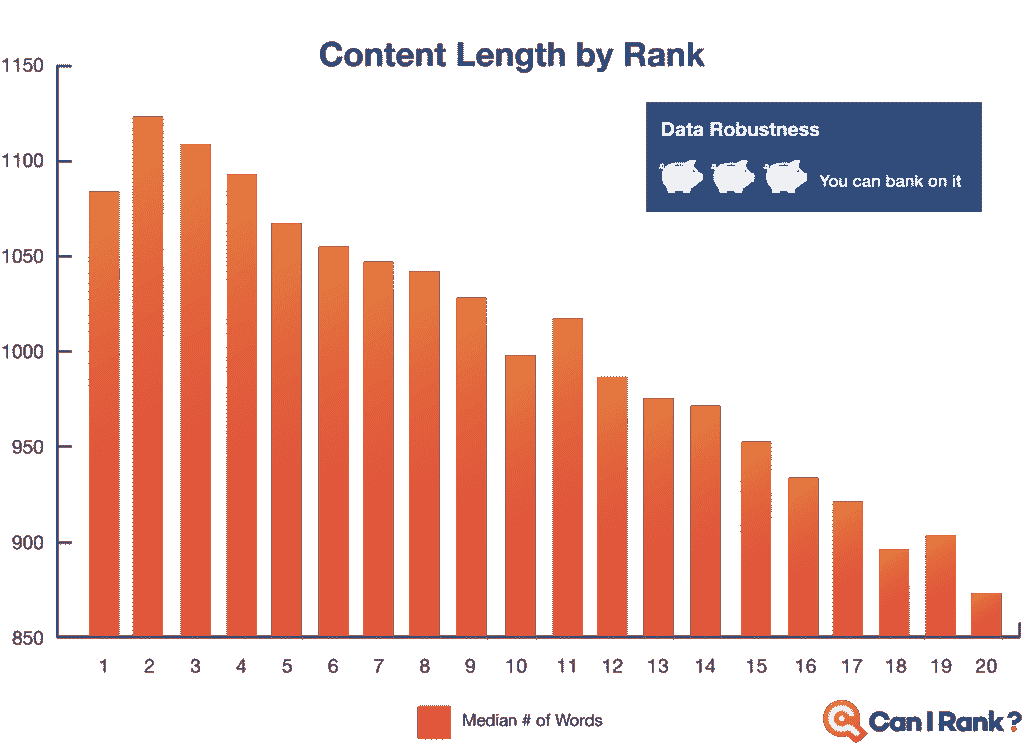 Content Length by Rank
1150
1100
1050
1000
950
900
850
Data Robustness
You can bank on it
1 2 3 4 5 6 7 8 9 10 11 12 13 14 15 16 17 18 19 20
Median # of Words
Can I Rank?